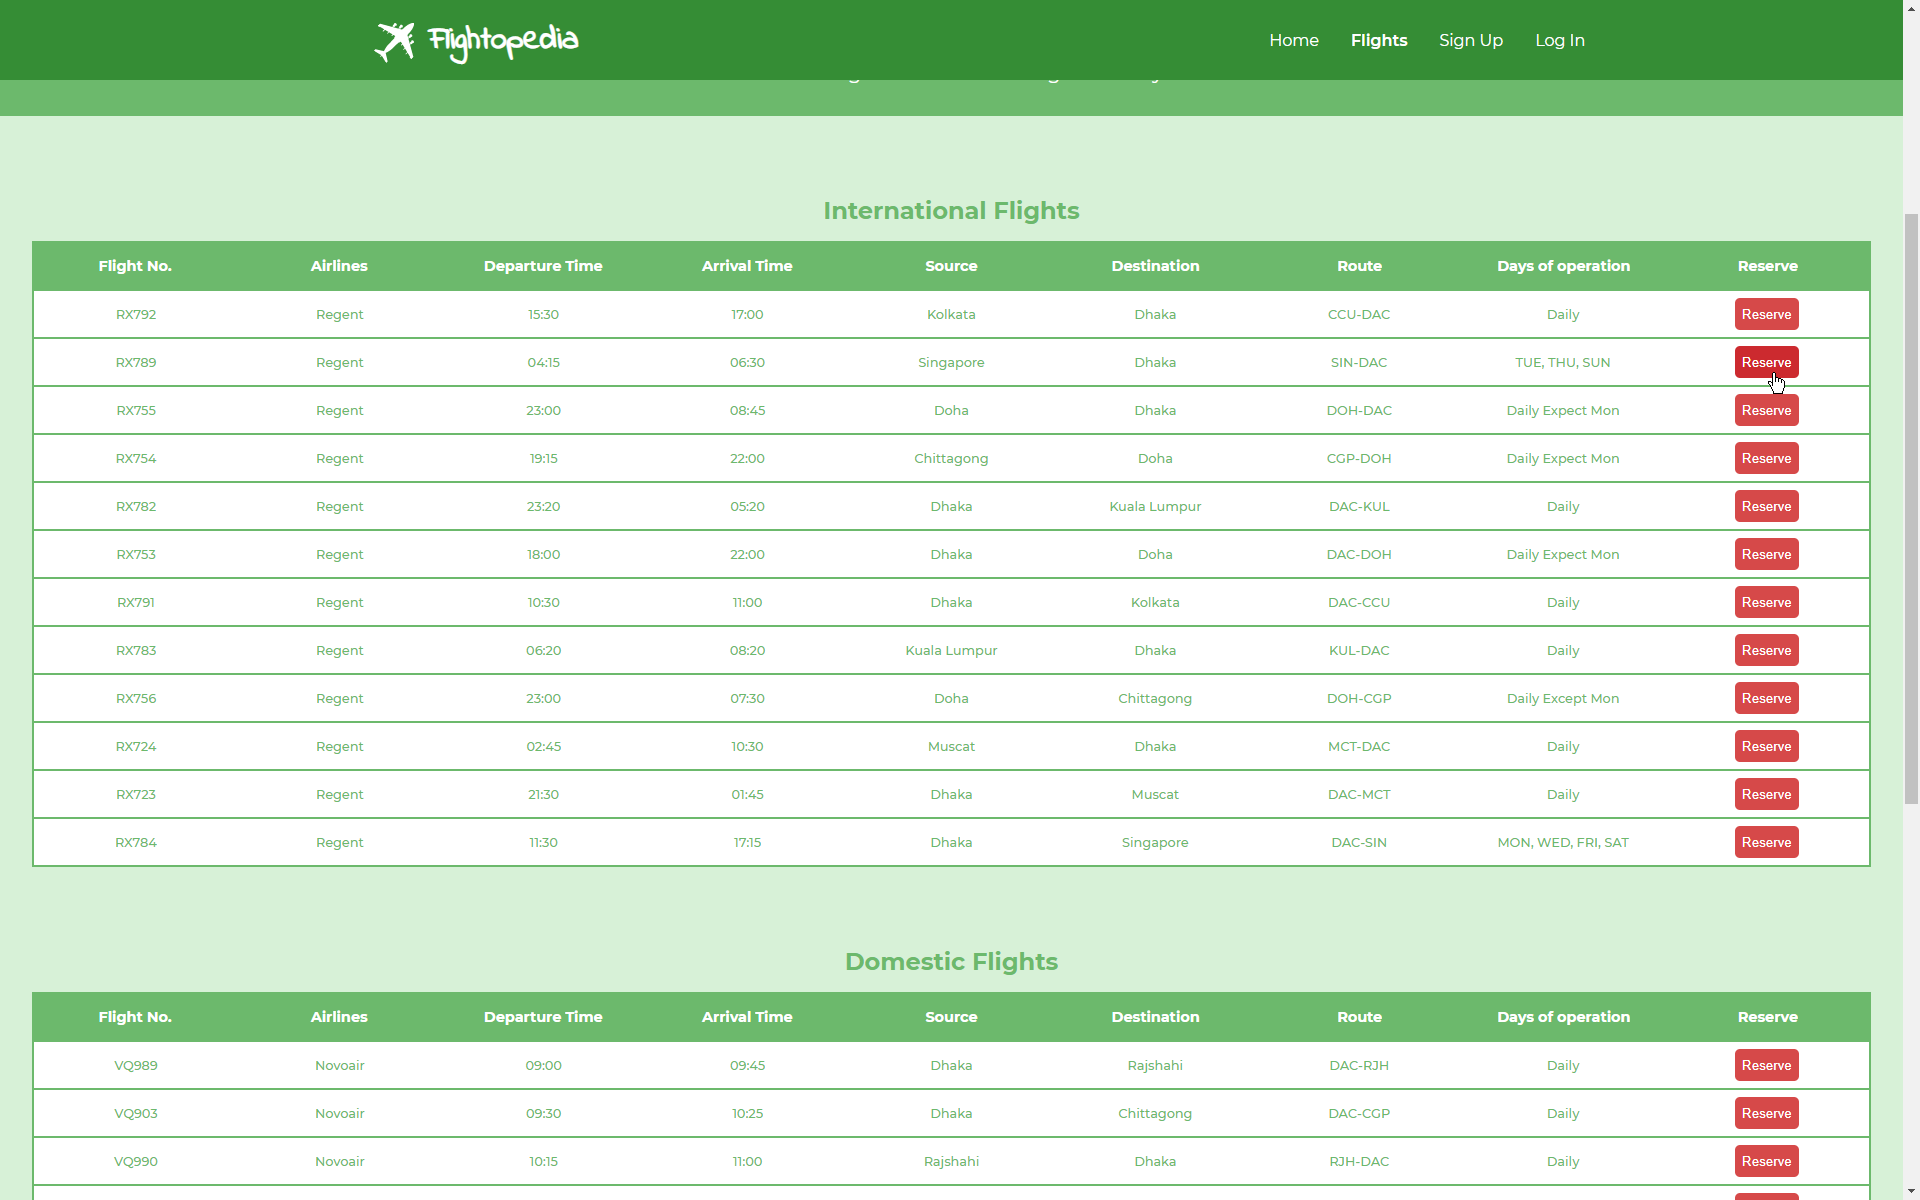 Flightopedia
Home Flights Sign Up Log In
International Flights
Flight No. Airlines Departure Time Arrival Time Source Destination Route Days of operation Reserve
RX792 Regent 15:30 17:00 Kolkata Dhaka CCU-DAC Daily Reserve
RX789 Regent 04:15 06:30 Singapore Dhaka SIN-DAC TUE, THU, SUN Reserve
RX755 Regent 23:00 08:45 Doha Dhaka DOH-DAC Daily Expect Mon Reserve
RX754 Regent 19:15 22:00 Chittagong Doha CGP-DOH Daily Expect Mon Reserve
RX782 Regent 23:20 05:20 Dhaka Kuala Lumpur DAC-KUL Daily Reserve
RX753 Regent 18:00 22:00 Dhaka Doha DAC-DOH Daily Expect Mon Reserve
RX791 Regent 10:30 11:00 Dhaka Kolkata DAC-CCU Daily Reserve
RX783 Regent 06:20 08:20 Kuala Lumpur Dhaka KUL-DAC Daily Reserve
RX756 Regent 23:00 07:30 Doha Chittagong DOH-CGP Daily Except Mon Reserve
RX724 Regent 02:45 10:30 Muscat Dhaka MCT-DAC Daily Reserve
RX723 Regent 21:30 01:45 Dhaka Muscat DAC-MCT Daily Reserve
RX784 Regent 11:30 17:15 Dhaka Singapore DAC-SIN MON, WED, FRI, SAT Reserve
Domestic Flights
Flight No. Airlines Departure Time Arrival Time Source Destination Route Days of operation Reserve
VQ989 Novoair 09:00 09:45 Dhaka Rajshahi DAC-RJH Daily Reserve
VQ903 Novoair 09:30 10:25 Dhaka Chittagong DAC-CGP Daily Reserve
VQ990 Novoair 10:15 11:00 Rajshahi Dhaka RJH-DAC Daily Reserve